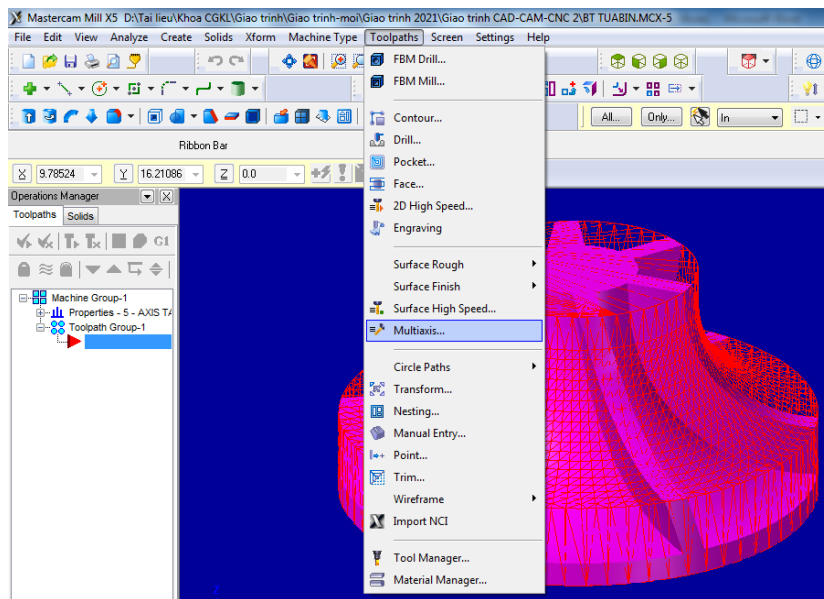 Mastercam Mill X5 D:\Tai lieu\Khoa CGKL\Giao trinh\Giao trinh-moi\Giao trinh 2021\Giao trinh CAD-CAM-CNC 2\BT TUABIN.MCX-5
File Edit View Analyze Create Solids Xform Machine Type Toolpaths Screen Settings Help
All... Only... In
Ribbon Bar
X 9.78524 Y 16.21086 Z 0.0
Operations Manager
Toolpaths Solids
G1
Machine Group-1
Properties - 5 - AXIS TA
Toolpath Group-1
FBM Drill...
FBM Mill...
Contour...
Drill...
Pocket...
Face...
2D High Speed...
Engraving
Surface Rough
Surface Finish
Surface High Speed...
Multiaxis...
Circle Paths
Transform...
Nesting...
Manual Entry...
Point...
Trim...
Wireframe
Import NCI
Tool Manager...
Material Manager...